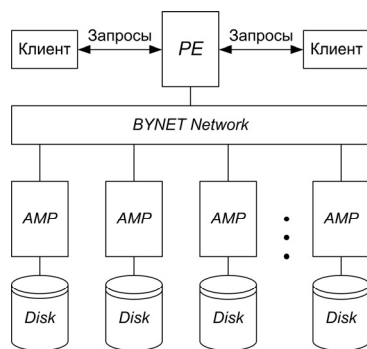 Клиент
Запросы
PE
Запросы
Клиент
BYNET Network
AMP
AMP
AMP
AMP
Disk
Disk
Disk
Disk